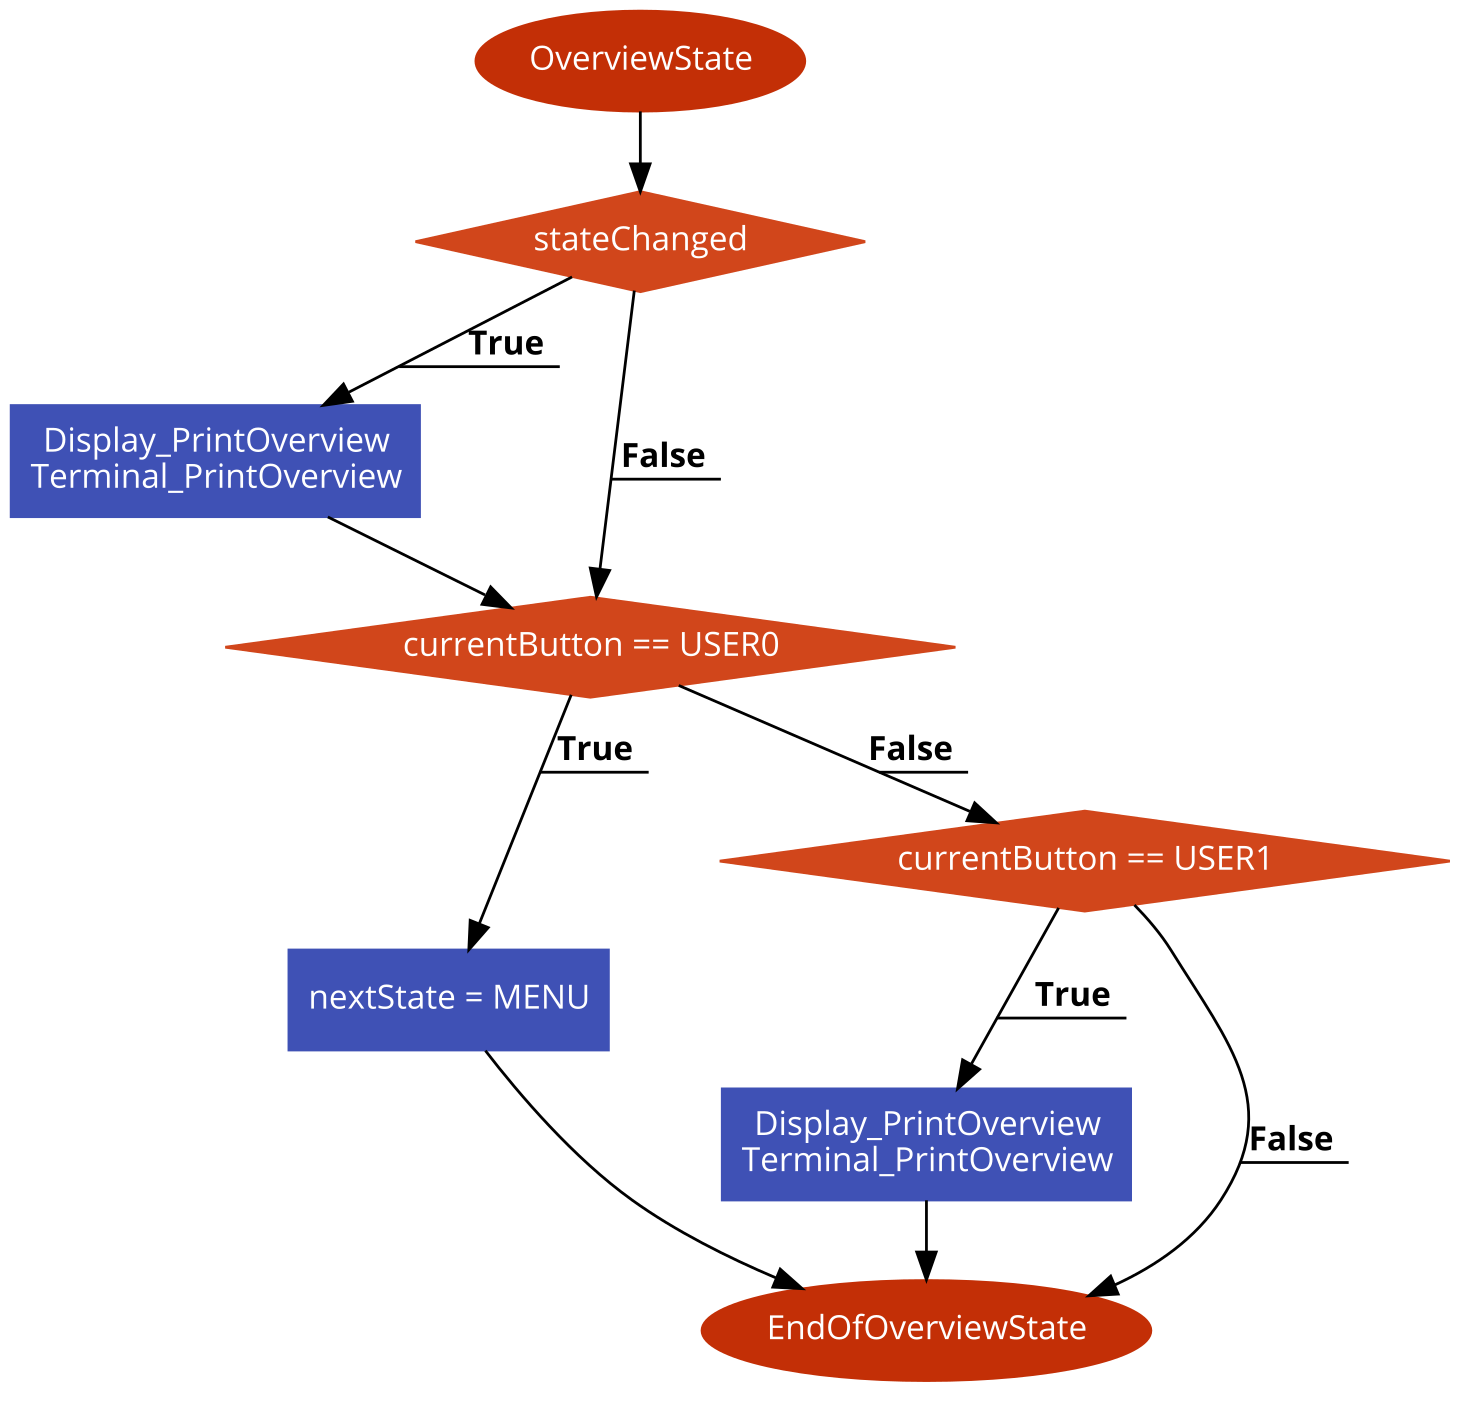 OverviewState
stateChanged
True
Display_PrintOverview
Terminal_PrintOverview
False
currentButton == USER0
True
False
currentButton == USER1
nextState = MENU
True
Display_PrintOverview
Terminal_PrintOverview
False
EndOfOverviewState